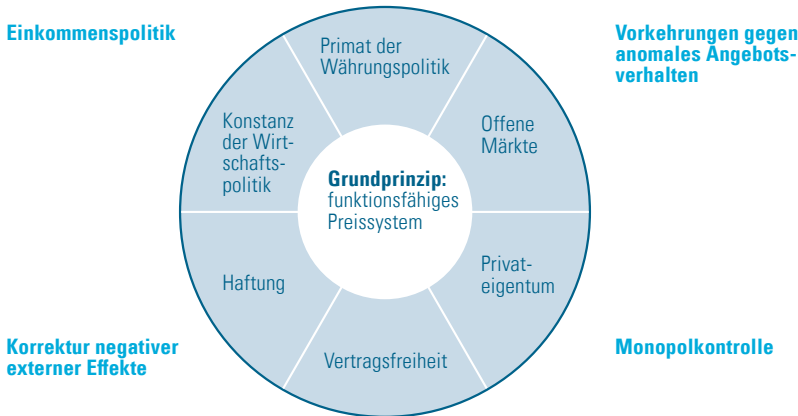 Einkommenspolitik
Vorkehrungen gegen
anomales Angebots-
verhalten
Primat der
Währungspolitik
Konstanz
der Wirt-
schafts-
politik
Offene
Märkte
Grundprinzip:
funktionsfähiges
Preissystem
Haftung
Privat-
eigentum
Vertragsfreiheit
Korrektur negativer
externer Effekte
Monopolkontrolle